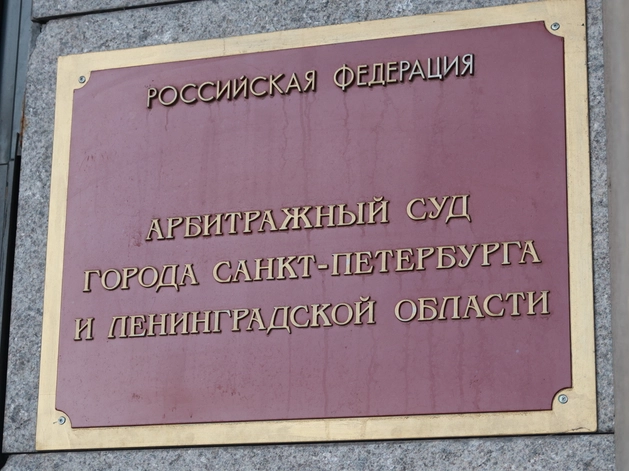 РОССИЙСКАЯ ФЕДЕРАЦИЯ
АРБИТРАЖНЫЙ СУД
ГОРОДА САНКТ-ПЕТЕРБУРГА
И ЛЕНИНГРАДСКОЙ ОБЛАСТИ